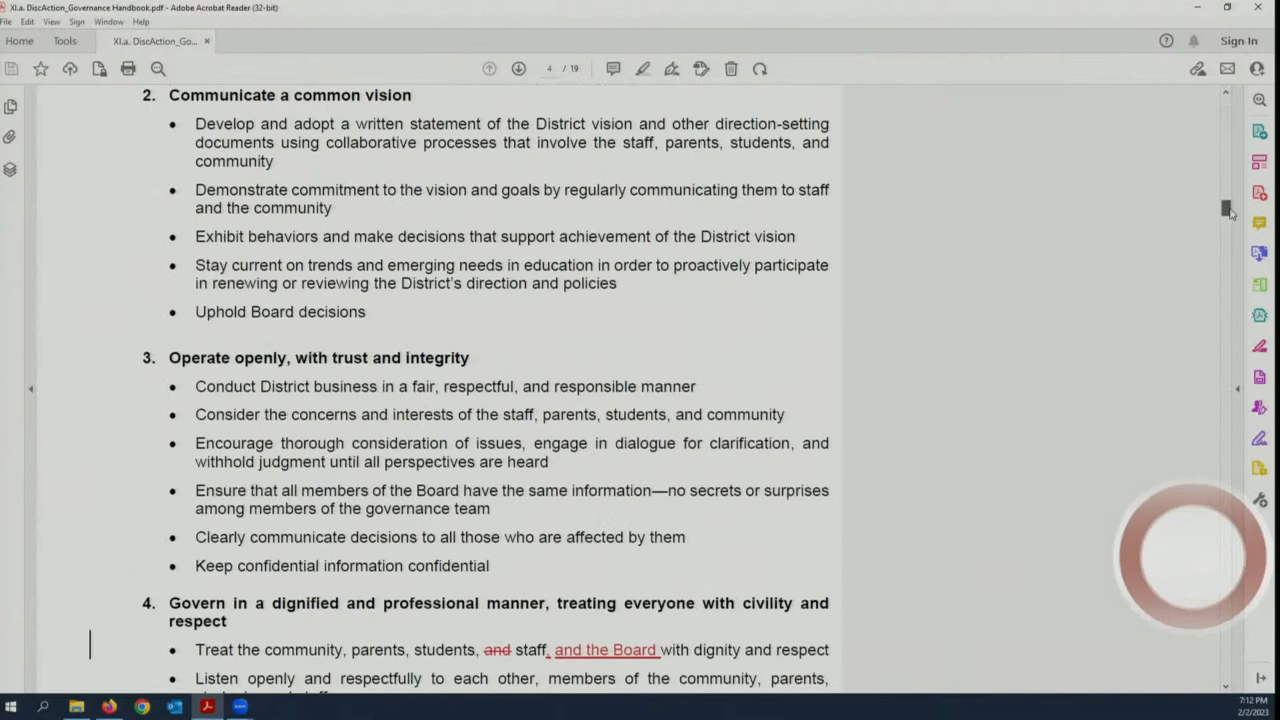 XI.a. DiscAction_Governance Handbook.pdf - Adobe Acrobat Reader (32-bit)
File Edit View Sign Window Help
Home Tools XI.a. DiscAction_Go... × Sign In
4 / 19
2. Communicate a common vision
• Develop and adopt a written statement of the District vision and other direction-setting
documents using collaborative processes that involve the staff, parents, students, and
community
• Demonstrate commitment to the vision and goals by regularly communicating them to staff
and the community
• Exhibit behaviors and make decisions that support achievement of the District vision
• Stay current on trends and emerging needs in education in order to proactively participate
in renewing or reviewing the District's direction and policies
• Uphold Board decisions
3. Operate openly, with trust and integrity
• Conduct District business in a fair, respectful, and responsible manner
• Consider the concerns and interests of the staff, parents, students, and community
• Encourage thorough consideration of issues, engage in dialogue for clarification, and
withhold judgment until all perspectives are heard
• Ensure that all members of the Board have the same information—no secrets or surprises
among members of the governance team
• Clearly communicate decisions to all those who are affected by them
• Keep confidential information confidential
4. Govern in a dignified and professional manner, treating everyone with civility and
respect
• Treat the community, parents, students, and staff, and the Board with dignity and respect
• Listen openly and respectfully to each other, members of the community, parents,
7:12 PM
2/2/2023